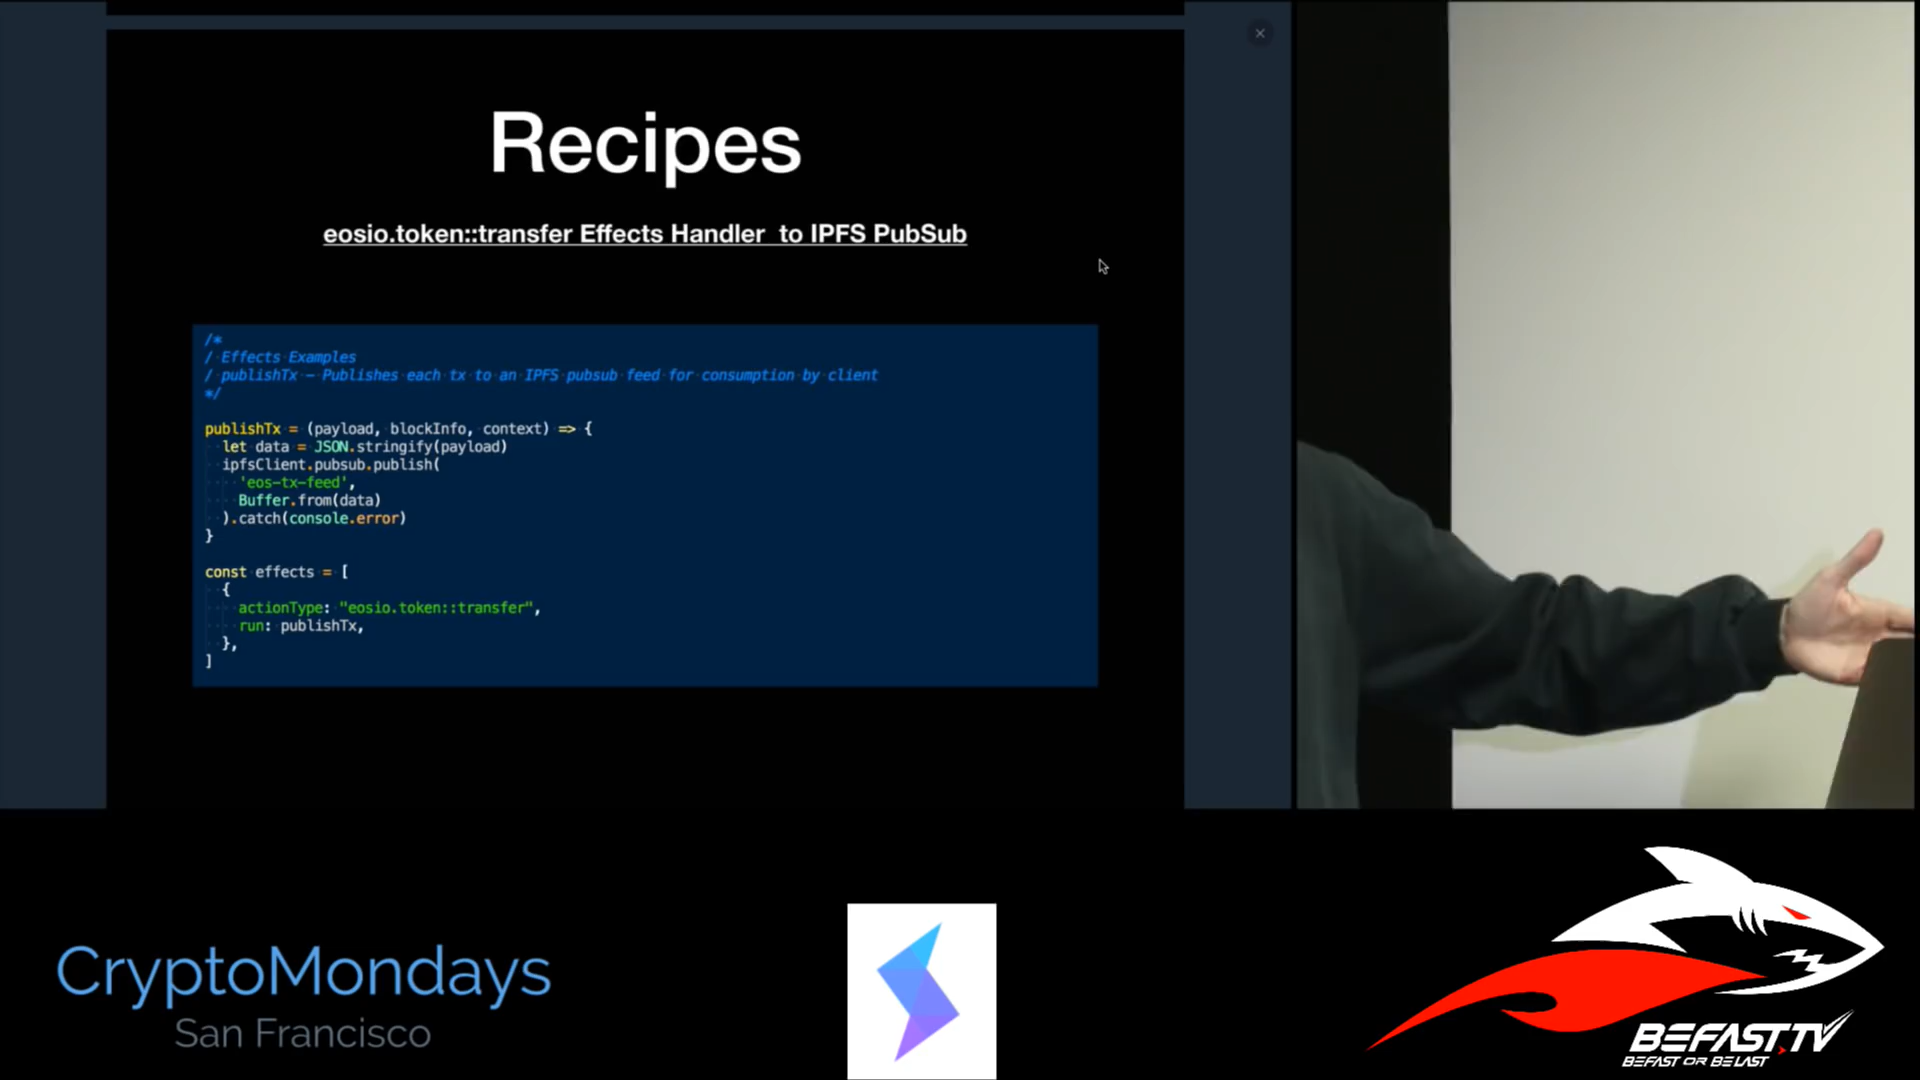 Recipes
eosio.token::transfer Effects Handler to IPFS PubSub
/*
/ Effects Examples
/ publishTx – Publishes each tx to an IPFS pubsub feed for consumption by client
*/
publishTx = (payload, blockInfo, context) => {
let data = JSON.stringify(payload)
ipfsClient.pubsub.publish(
'eos-tx-feed',
Buffer.from(data)
).catch(console.error)
}
const effects = [
{
actionType: "eosio.token::transfer",
run: publishTx,
},
]
CryptoMondays
San Francisco
BEFAST.TV
BEFAST OR BE LAST